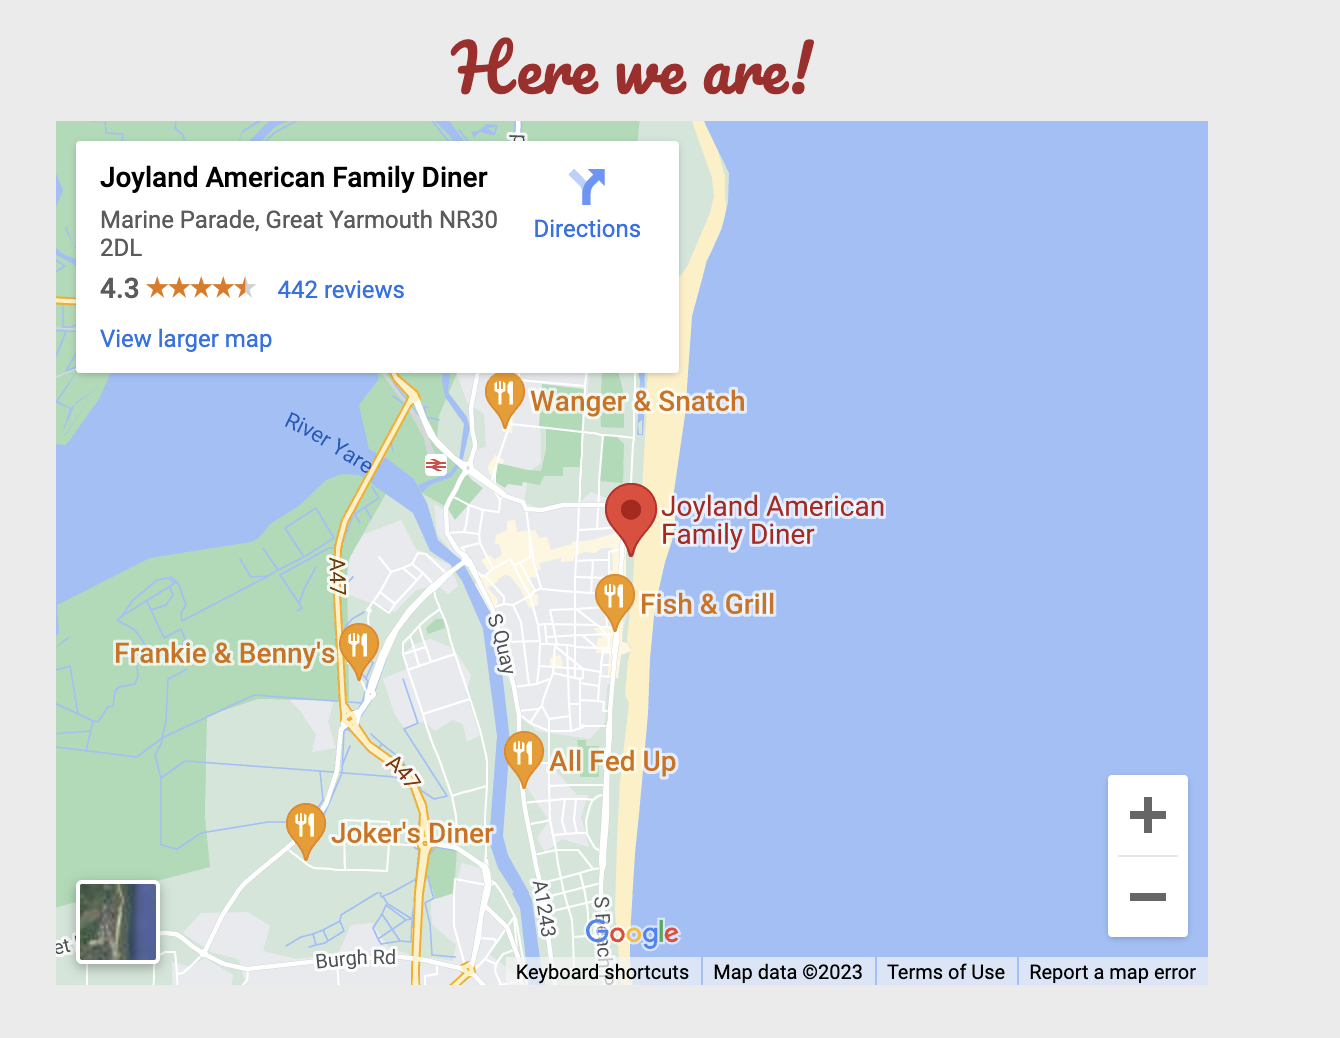 Here we are!
Joyland American Family Diner
Marine Parade, Great Yarmouth NR30
2DL
4.3
442 reviews
Directions
View larger map
Wanger & Snatch
River Yare
Joyland American
Family Diner
A47
Fish & Grill
S Quay
Frankie & Benny's
All Fed Up
A47
Joker's Diner
A1243
Burgh Rd
Google
Keyboard shortcuts
Map data ©2023
Terms of Use
Report a map error